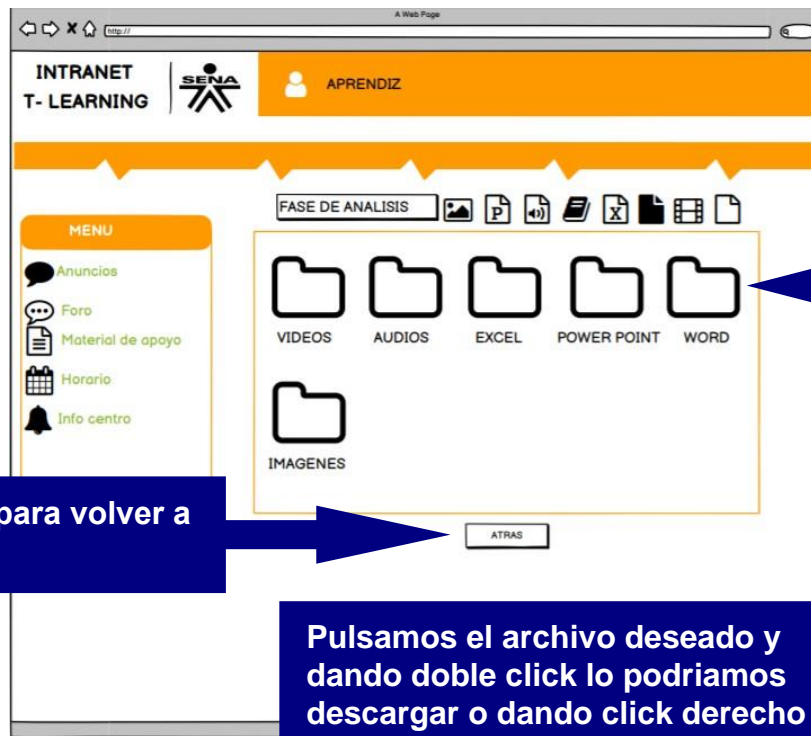 A Web Page
http://
INTRANET
T- LEARNING
SENA
APRENDIZ
FASE DE ANALISIS
P
X
MENU
Anuncios
Foro
Material de apoyo
Horario
Info centro
VIDEOS AUDIOS EXCEL POWER POINT WORD
IMAGENES
para volver a
ATRAS
Pulsamos el archivo deseado y
dando doble click lo podriamos
descargar o dando click derecho